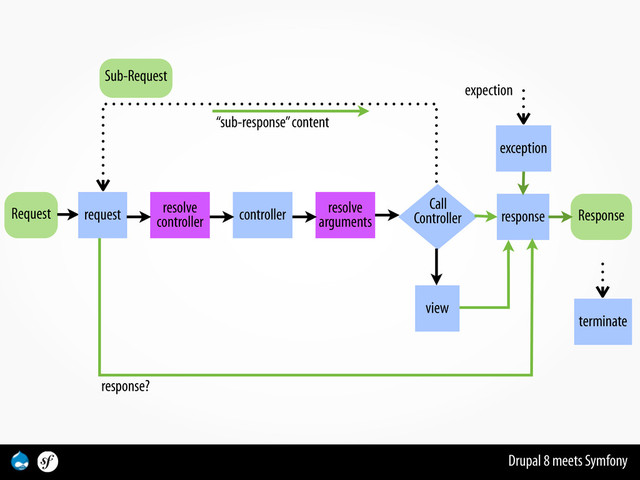 Sub-Request
expection
"sub-response" content
exception
Request
request
resolve
controller
controller
resolve
arguments
Call
Controller
response
Response
view
terminate
response?
sf
Drupal 8 meets Symfony